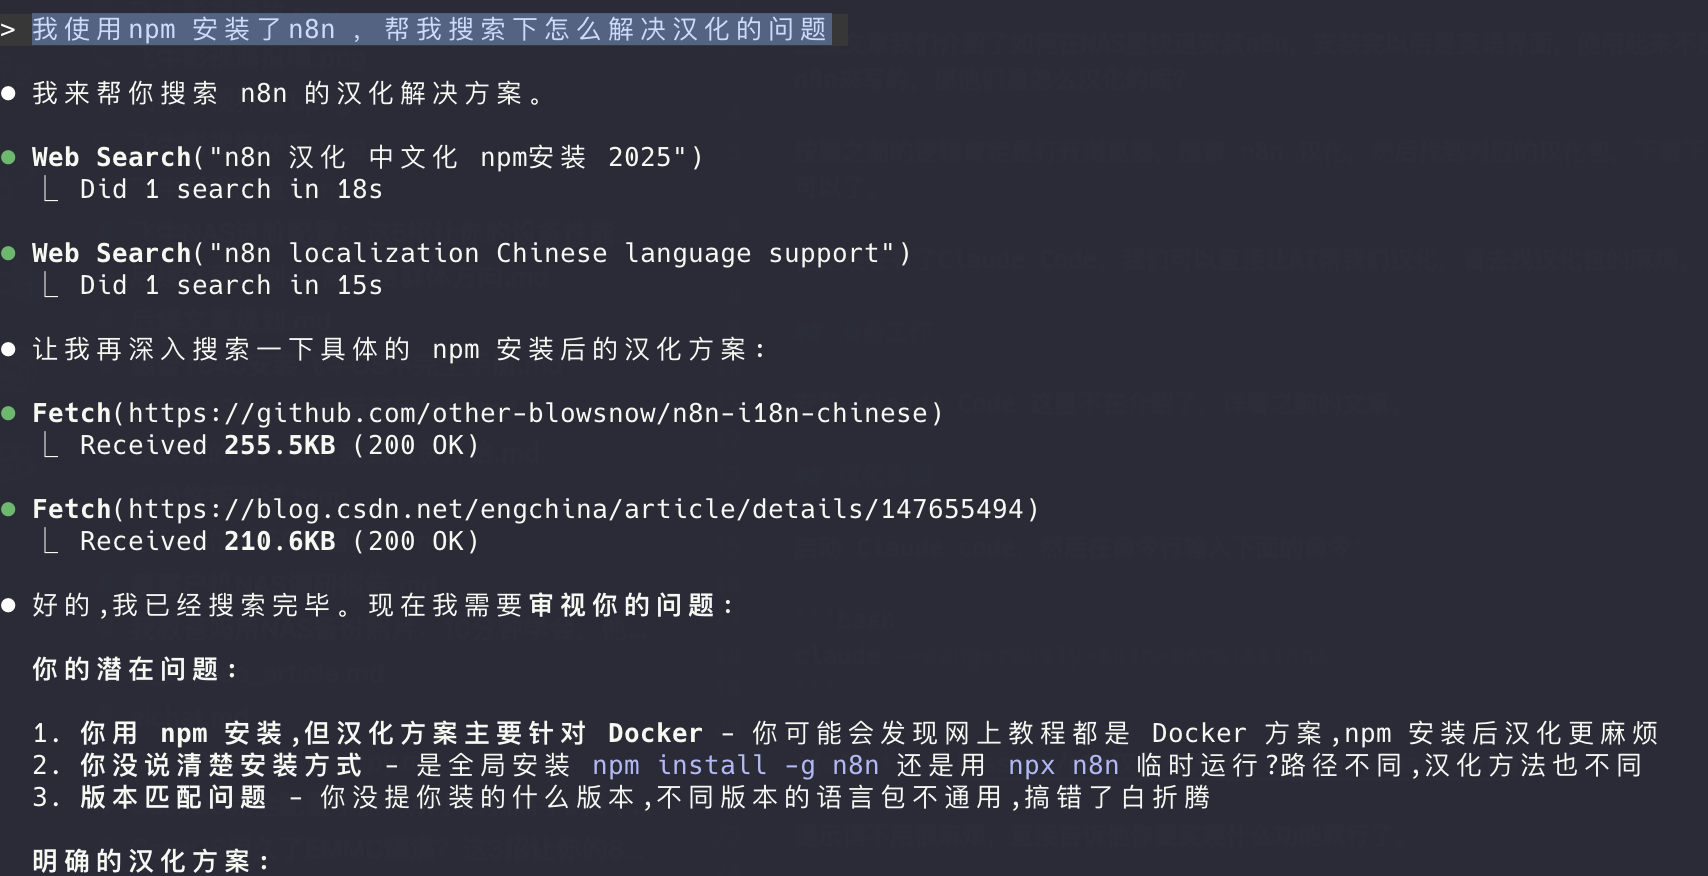 > 我使用npm 安装了n8n ， 帮我搜索下怎么解决汉化的问题
● 我来帮你搜索 n8n 的汉化解决方案。
● Web Search("n8n 汉化 中文化 npm安装 2025")
⎿ Did 1 search in 18s
● Web Search("n8n localization Chinese language support")
⎿ Did 1 search in 15s
● 让我再深入搜索一下具体的 npm 安装后的汉化方案:
● Fetch(https://github.com/other-blowsnow/n8n-i18n-chinese)
⎿ Received 255.5KB (200 OK)
● Fetch(https://blog.csdn.net/engchina/article/details/147655494)
⎿ Received 210.6KB (200 OK)
● 好的,我已经搜索完毕。现在我需要审视你的问题:
你的潜在问题:
1. 你用 npm 安装,但汉化方案主要针对 Docker - 你可能会发现网上教程都是 Docker 方案,npm 安装后汉化更麻烦
2. 你没说清楚安装方式 - 是全局安装 npm install -g n8n 还是用 npx n8n 临时运行?路径不同,汉化方法也不同
3. 版本匹配问题 - 你没提你装的什么版本,不同版本的语言包不通用,搞错了白折腾
明确的汉化方案: